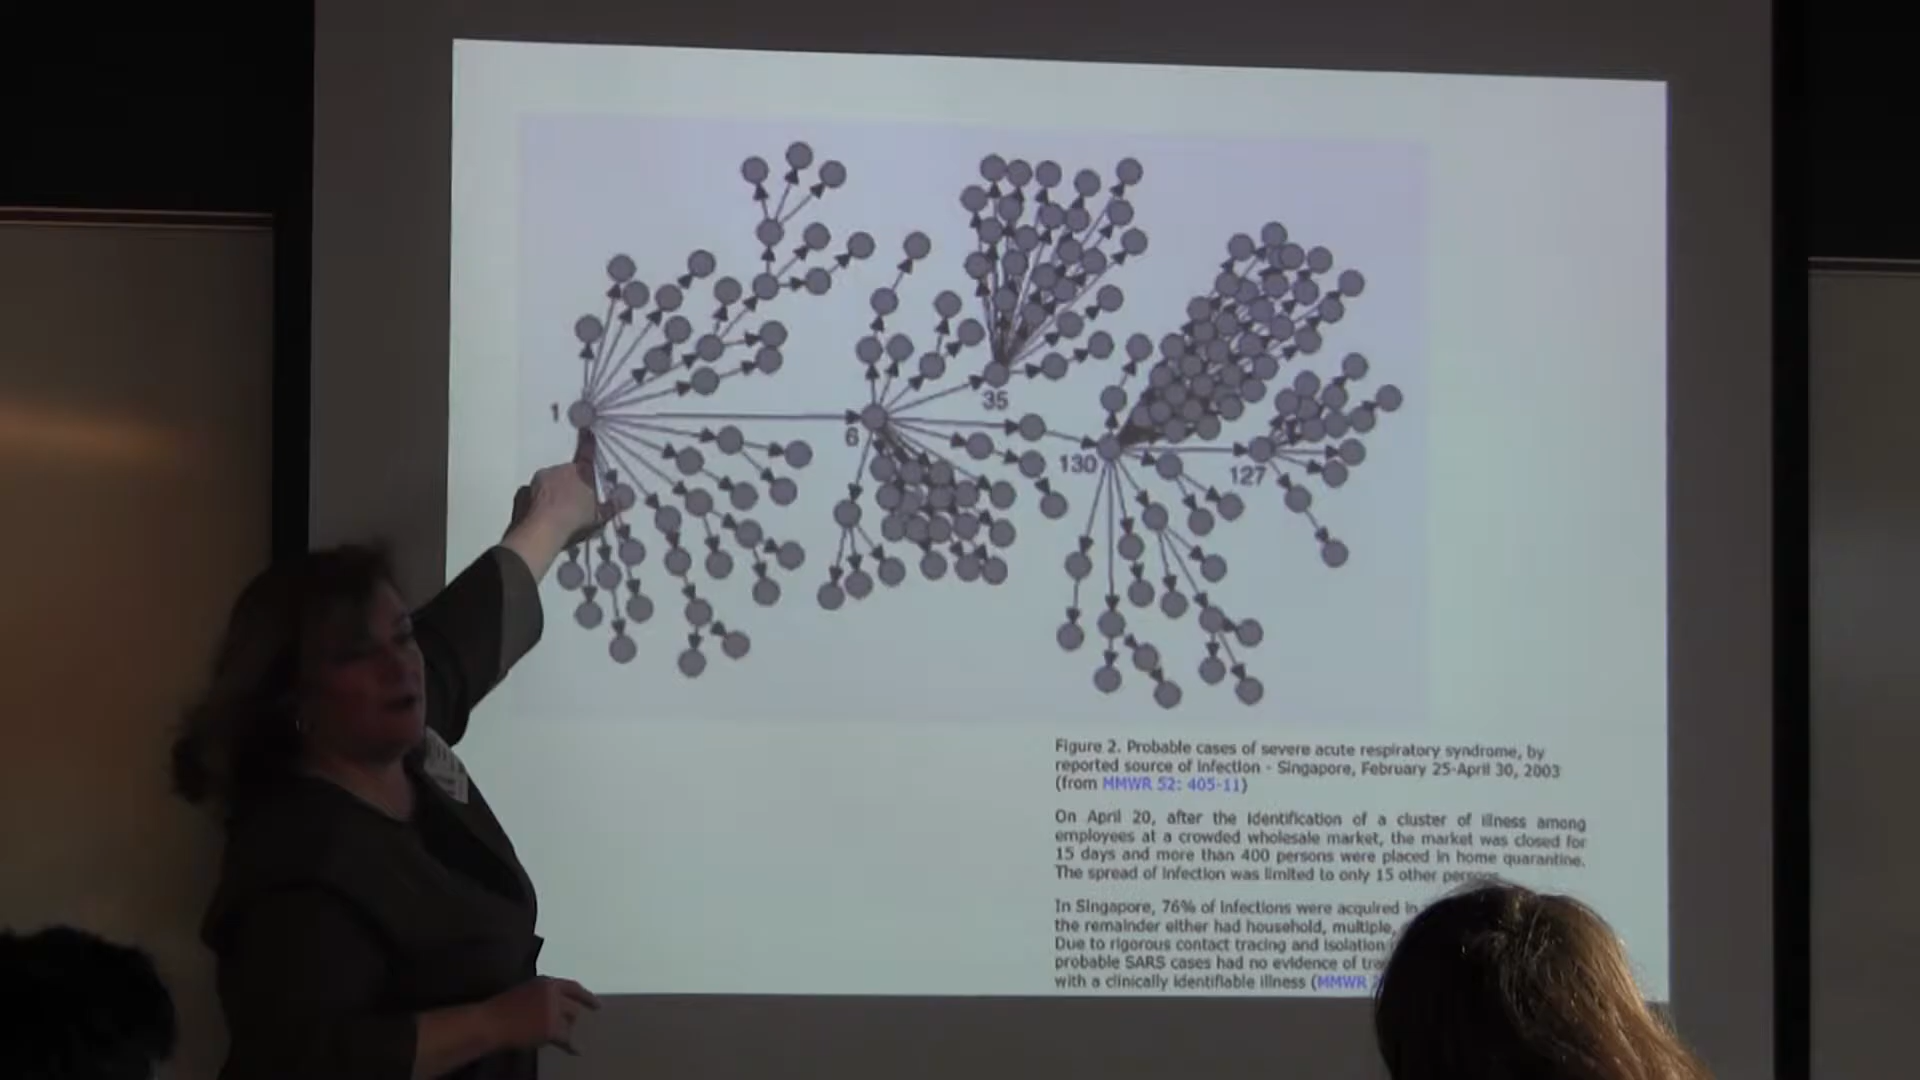 1
6
35
130
127
Figure 2. Probable cases of severe acute respiratory syndrome, by
reported source of infection - Singapore, February 25-April 30, 2003
(from MMWR 52: 405-11)
On April 20, after the identification of a cluster of illness among
employees at a crowded wholesale market, the market was closed for
15 days and more than 400 persons were placed in home quarantine.
The spread of infection was limited to only 15 other persons.
In Singapore, 76% of infections were acquired in
the remainder either had household, multiple,
Due to rigorous contact tracing and isolation
probable SARS cases had no evidence of
with a clinically identifiable illness (MMWR